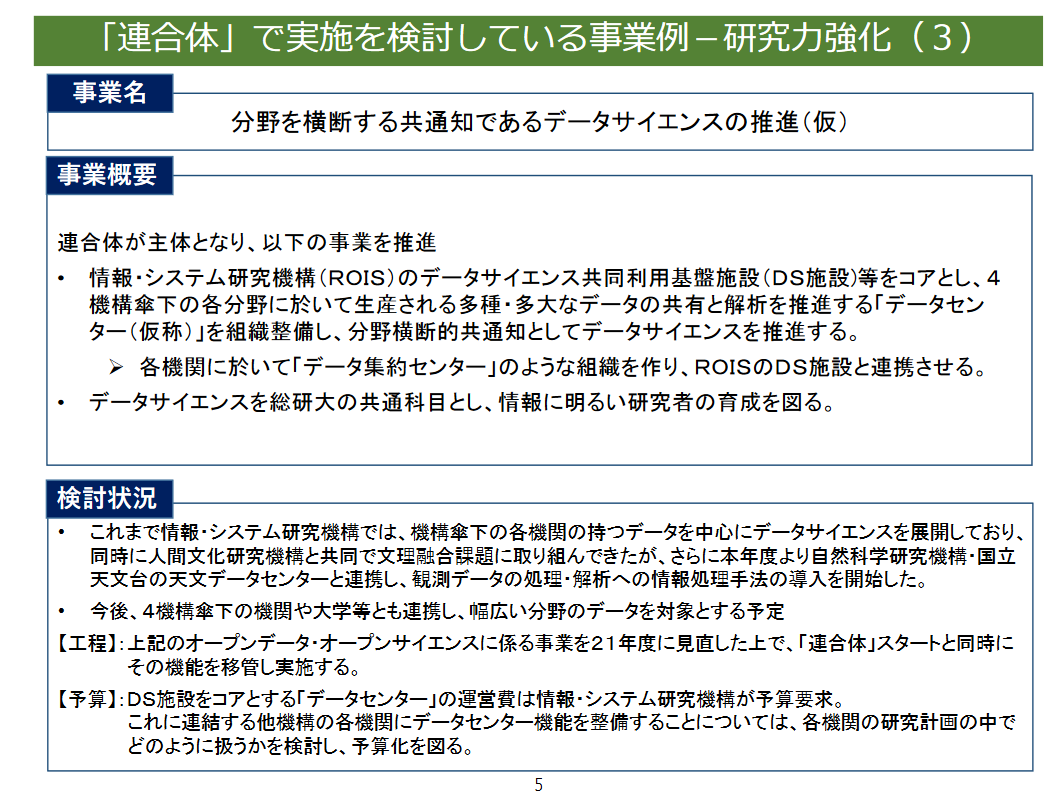 「連合体」で実施を検討している事業例－研究力強化（３）
事業名
分野を横断する共通知であるデータサイエンスの推進（仮）
事業概要
連合体が主体となり、以下の事業を推進
• 情報・システム研究機構（ＲＯＩＳ）のデータサイエンス共同利用基盤施設（ＤＳ施設）等をコアとし、４
機構傘下の各分野に於いて生産される多種・多大なデータの共有と解析を推進する「データセン
ター（仮称）」を組織整備し、分野横断的共通知としてデータサイエンスを推進する。
➢ 各機関に於いて「データ集約センター」のような組織を作り、ＲＯＩＳのＤＳ施設と連携させる。
• データサイエンスを総研大の共通科目とし、情報に明るい研究者の育成を図る。
検討状況
• これまで情報・システム研究機構では、機構傘下の各機関の持つデータを中心にデータサイエンスを展開しており、
同時に人間文化研究機構と共同で文理融合課題に取り組んできたが、さらに本年度より自然科学研究機構・国立
天文台の天文データセンターと連携し、観測データの処理・解析への情報処理手法の導入を開始した。
• 今後、４機構傘下の機関や大学等とも連携し、幅広い分野のデータを対象とする予定
【工程】：上記のオープンデータ・オープンサイエンスに係る事業を２１年度に見直した上で、「連合体」スタートと同時に
その機能を移管し実施する。
【予算】：ＤＳ施設をコアとする「データセンター」の運営費は情報・システム研究機構が予算要求。
これに連結する他機構の各機関にデータセンター機能を整備することについては、各機関の研究計画の中で
どのように扱うかを検討し、予算化を図る。
5